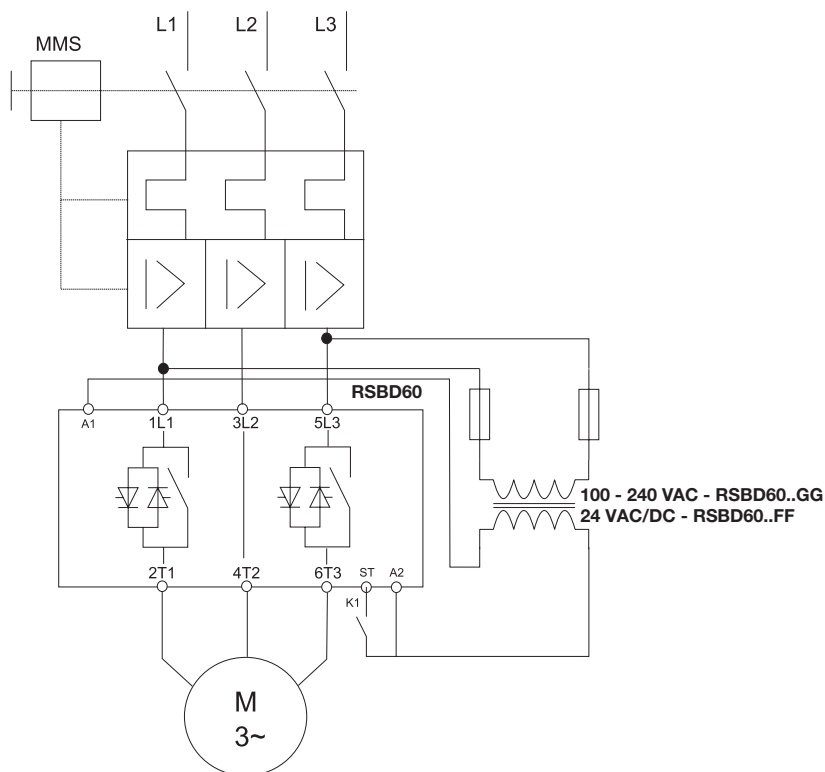 L1 L2 L3
MMS
RSBD60
A1 1L1 3L2 5L3
100 - 240 VAC - RSBD60..GG
24 VAC/DC - RSBD60..FF
2T1 4T2 6T3 ST A2
K1
M
3~